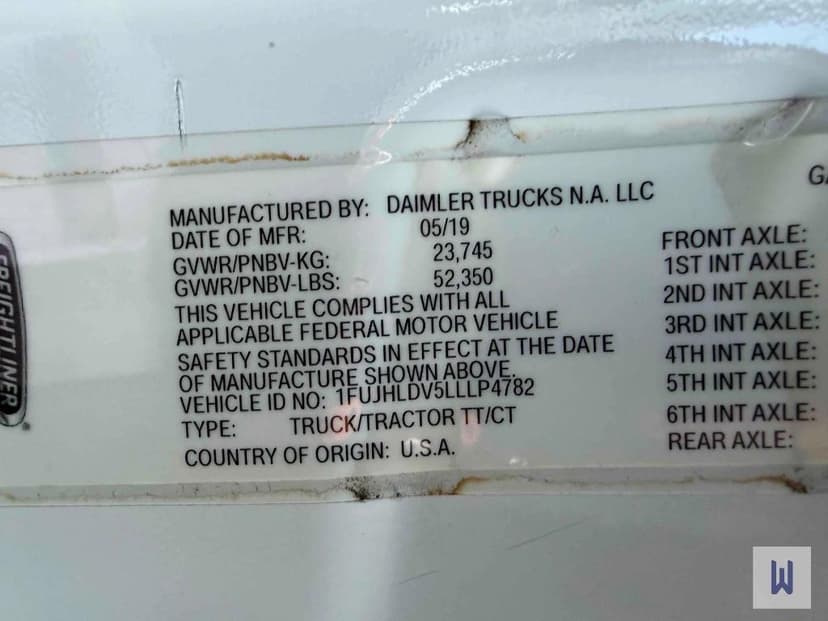 MANUFACTURED BY: DAIMLER TRUCKS N.A. LLC
DATE OF MFR: 05/19
GVWR/PNBV-KG: 23,745
GVWR/PNBV-LBS: 52,350
THIS VEHICLE COMPLIES WITH ALL
APPLICABLE FEDERAL MOTOR VEHICLE
SAFETY STANDARDS IN EFFECT AT THE DATE
OF MANUFACTURE SHOWN ABOVE.
VEHICLE ID NO: 1FUJHLDV5LLLP4782
TYPE: TRUCK/TRACTOR TT/CT
COUNTRY OF ORIGIN: U.S.A.
FRONT AXLE:
1ST INT AXLE:
2ND INT AXLE:
3RD INT AXLE:
4TH INT AXLE:
5TH INT AXLE:
6TH INT AXLE:
REAR AXLE:
FREIGHTLINER®
W